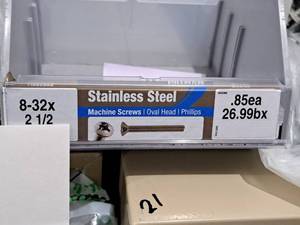 8-32x
2 1/2
Stainless Steel
Machine Screws | Oval Head | Phillips
.85ea
26.99bx
21